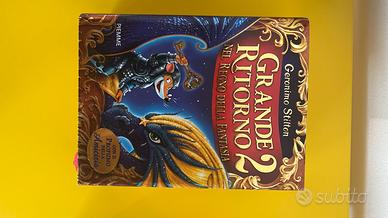 Geronimo Stilton
GRANDE
RITORNO
NEL REGNO DELLA FANTASIA
2
PIEMME
subito